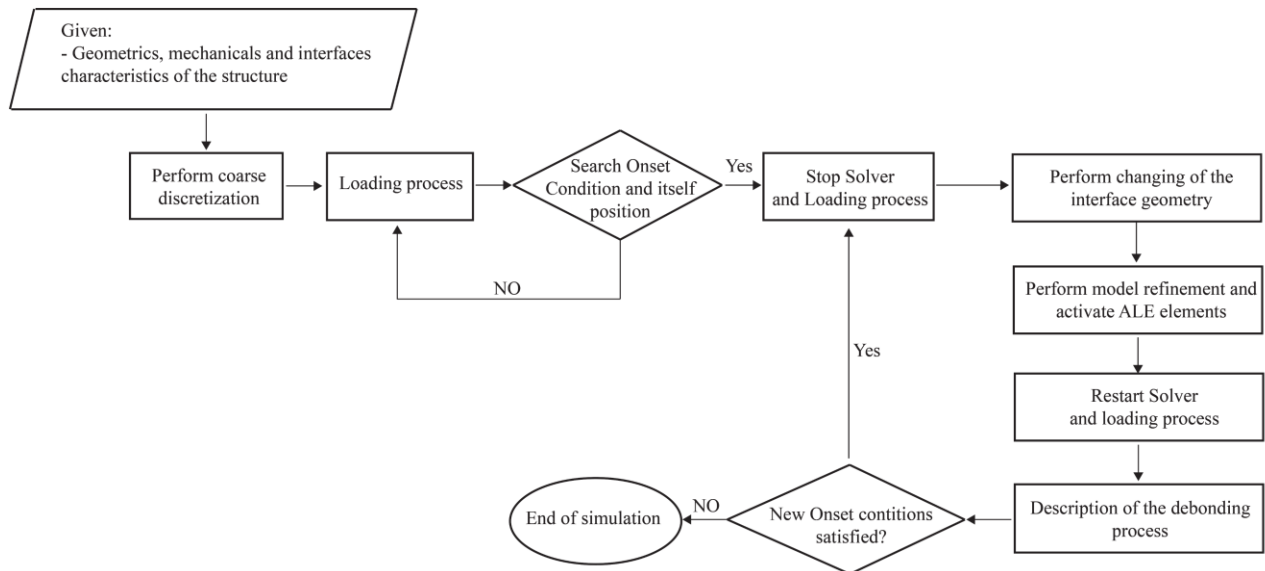 Given:
- Geometrics, mechanicals and interfaces
characteristics of the structure
Perform coarse
discretization
Loading process
Search Onset
Condition and itself
position
Yes
NO
Stop Solver
and Loading process
Perform changing of the
interface geometry
Perform model refinement and
activate ALE elements
Restart Solver
and loading process
Description of the debonding
process
New Onset contitions
satisfied?
Yes
NO
End of simulation